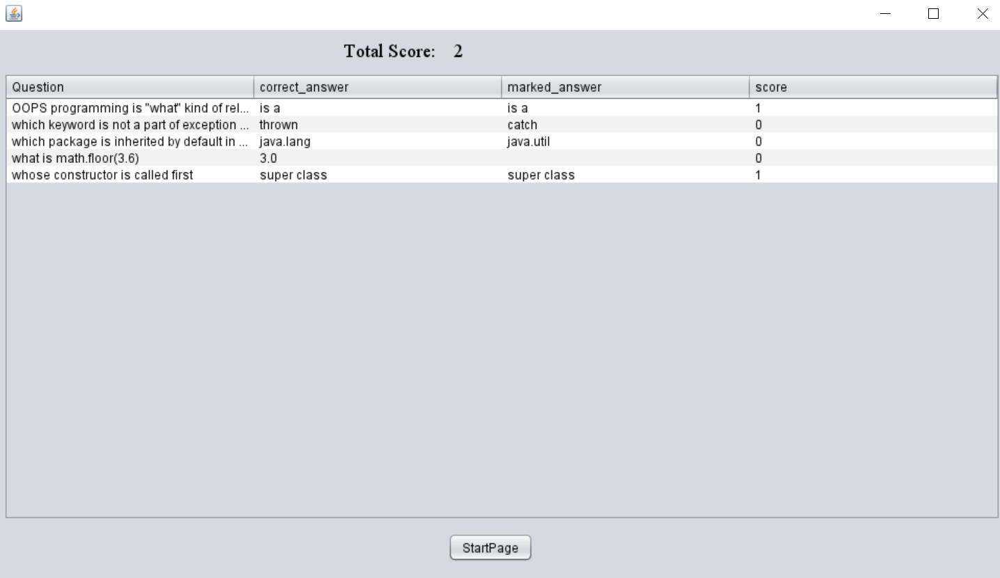 Total Score: 2
Question correct_answer marked_answer score
OOPS programming is "what" kind of rel... is a is a 1
which keyword is not a part of exception ... thrown catch 0
which package is inherited by default in ... java.lang java.util 0
what is math.floor(3.6) 3.0 0
whose constructor is called first super class super class 1
StartPage